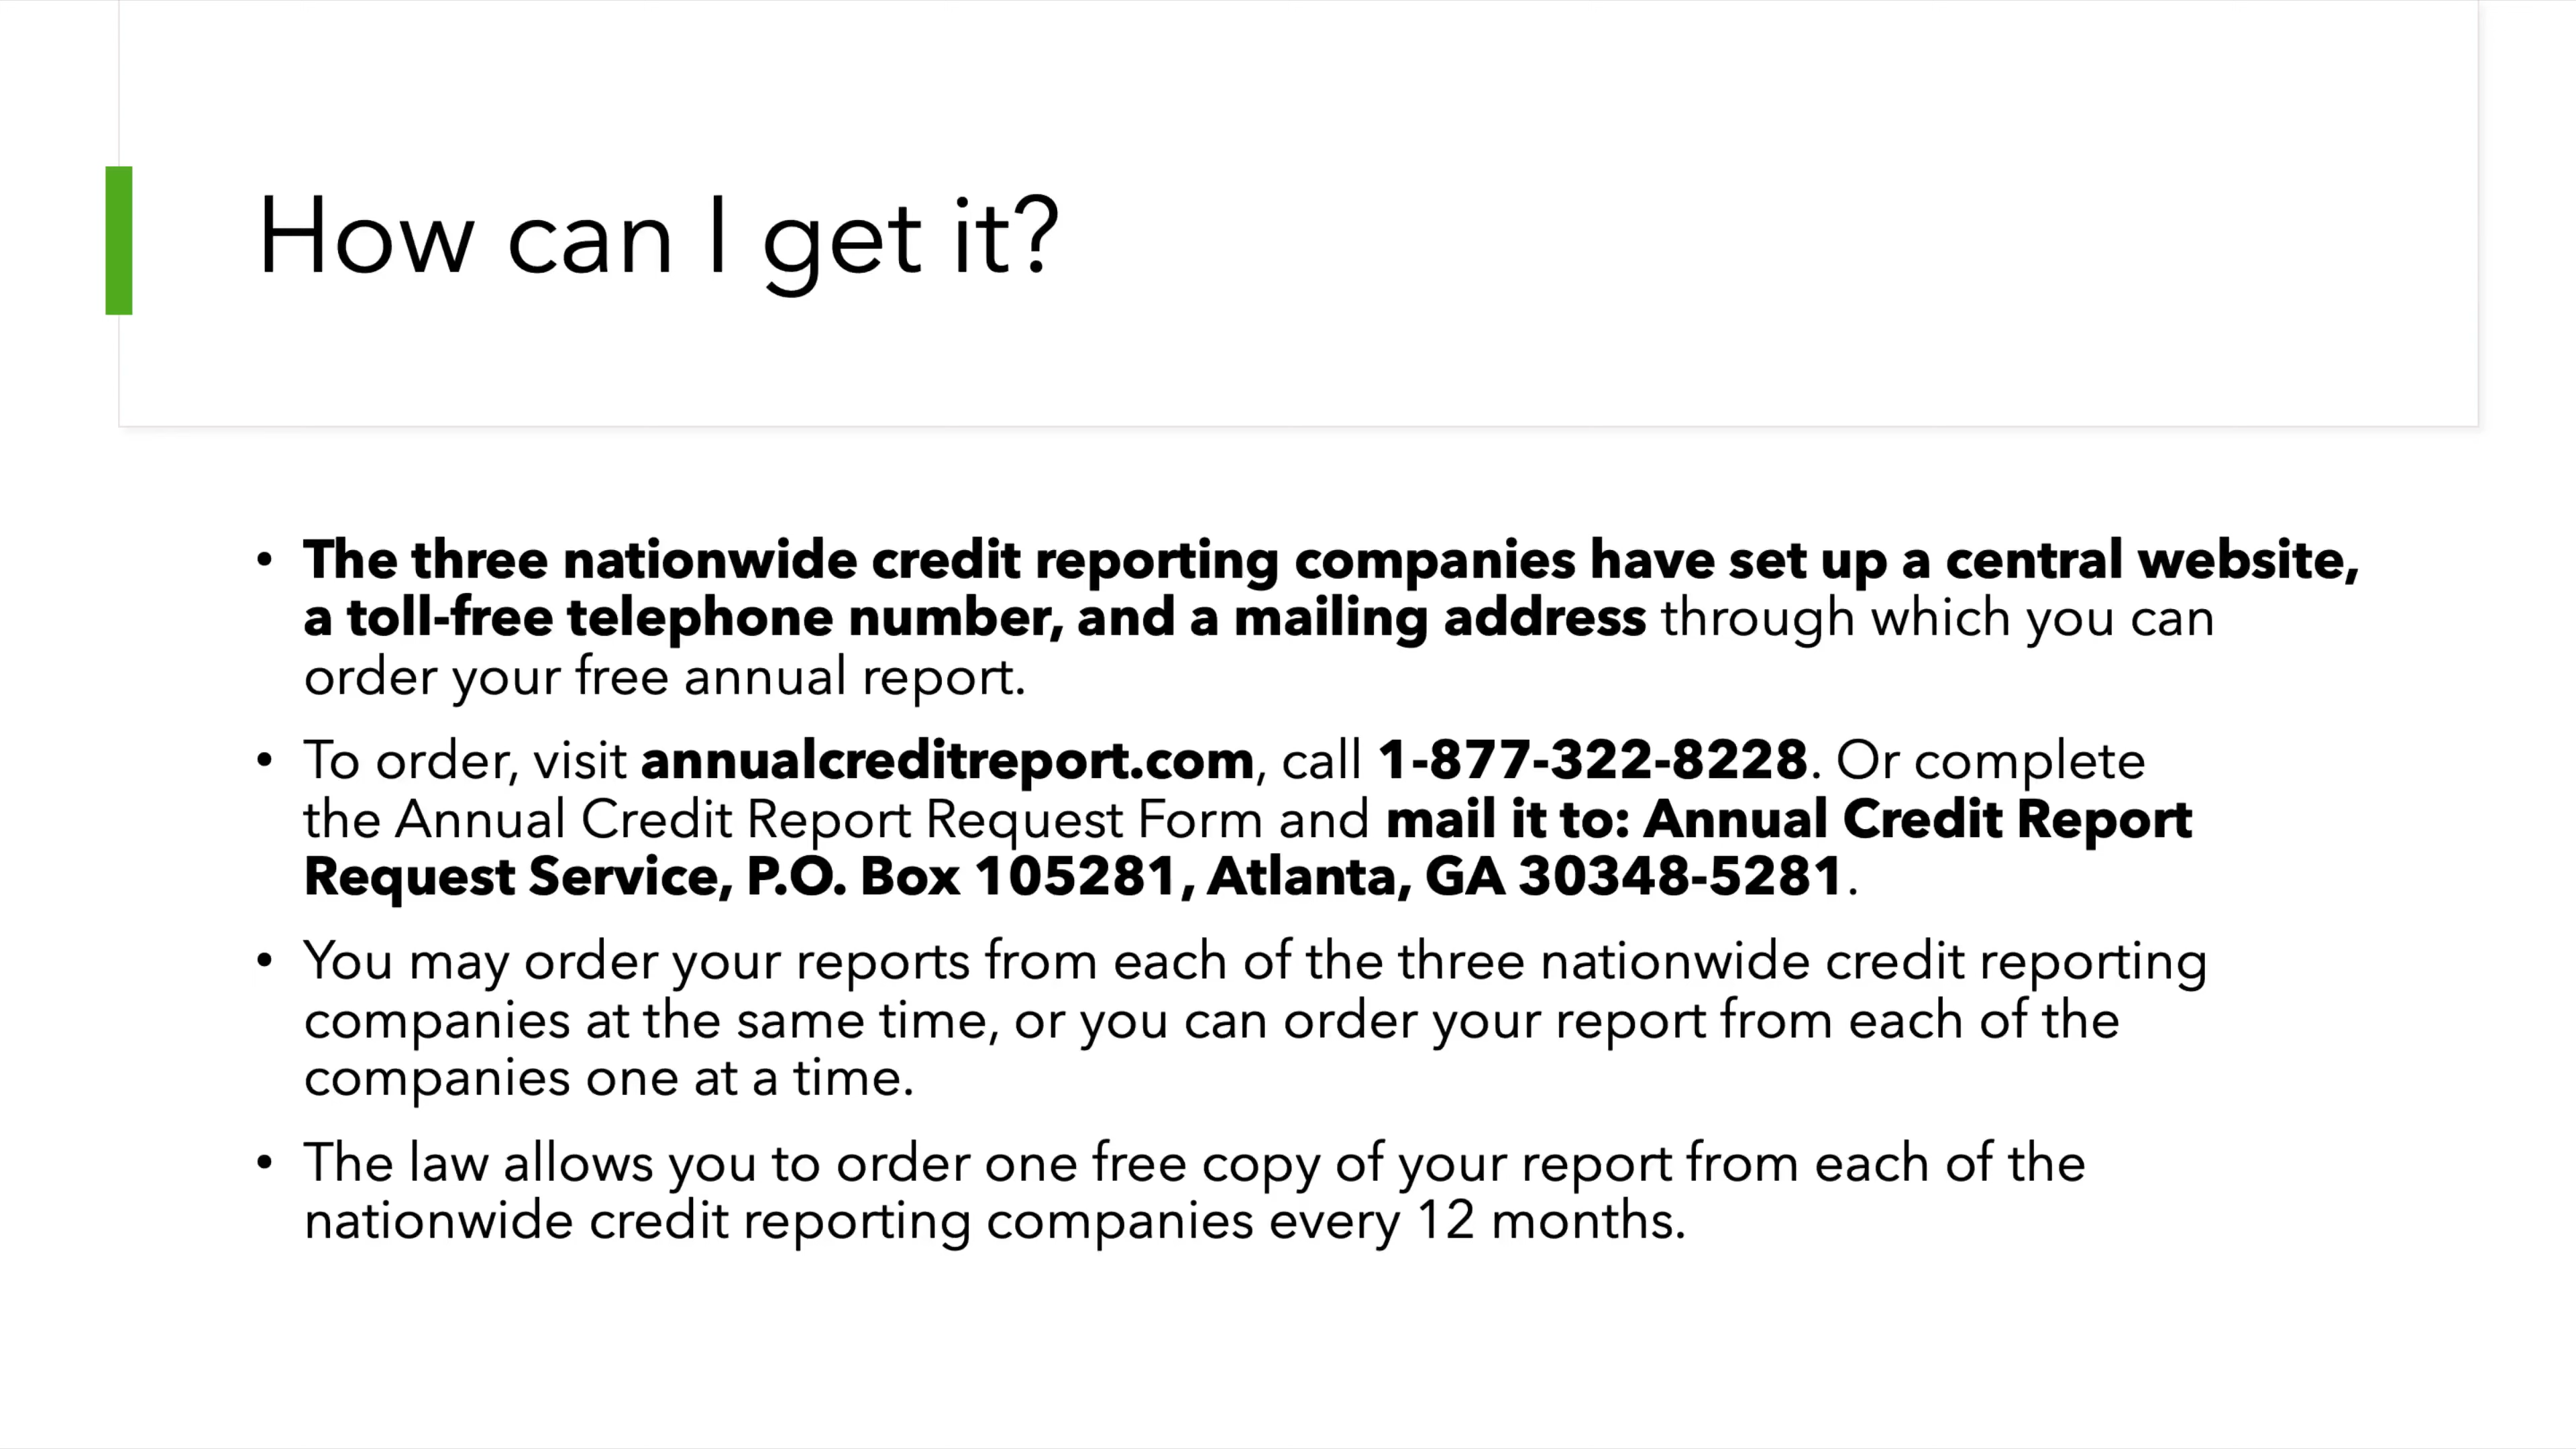 How can I get it?
• The three nationwide credit reporting companies have set up a central website,
a toll-free telephone number, and a mailing address through which you can
order your free annual report.
• To order, visit annualcreditreport.com, call 1-877-322-8228. Or complete
the Annual Credit Report Request Form and mail it to: Annual Credit Report
Request Service, P.O. Box 105281, Atlanta, GA 30348-5281.
• You may order your reports from each of the three nationwide credit reporting
companies at the same time, or you can order your report from each of the
companies one at a time.
• The law allows you to order one free copy of your report from each of the
nationwide credit reporting companies every 12 months.